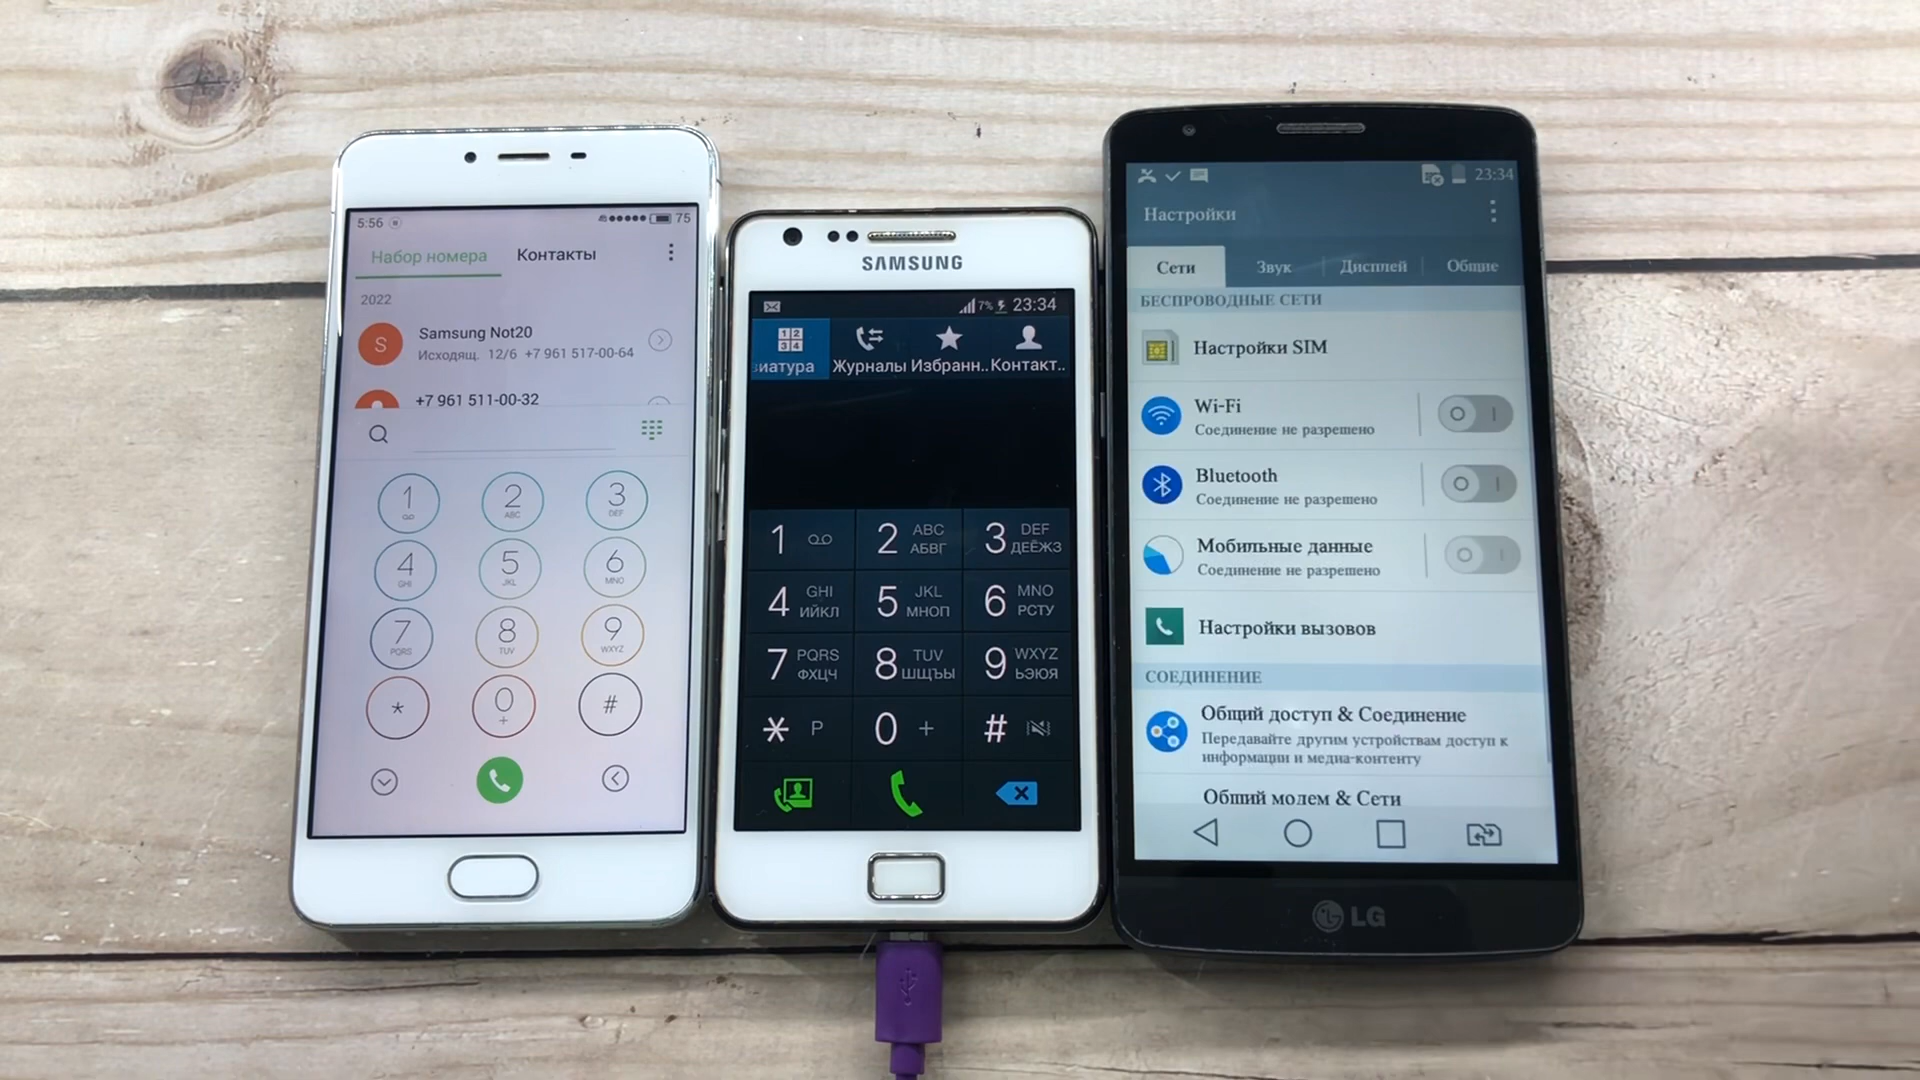 5:56
75
Набор номера
Контакты
2022
S
Samsung Not20
Исходящ. 12/6 +7 961 517-00-64
+7 961 511-00-32
1
2
ABC
3
DEF
4
GHI
5
JKL
6
MNO
7
PQRS
8
TUV
9
WXYZ
*
0
+
#
SAMSUNG
7%
23:34
1 2
3 4
иатура
Журналы
Избранн..
Контакт..
1
2 ABC
АБВГ
3 DEF
ДЕЁЖЗ
4 GHI
ИЙКЛ
5 JKL
МНОП
6 MNO
РСТУ
7 PQRS
ФХЦЧ
8 TUV
ШЩЪЫ
9 WXYZ
ЬЭЮЯ
* P
0 +
#
23:34
Настройки
Сети
Звук
Дисплей
Общие
БЕСПРОВОДНЫЕ СЕТИ
Настройки SIM
Wi-Fi
Соединение не разрешено
Bluetooth
Соединение не разрешено
Мобильные данные
Соединение не разрешено
Настройки вызовов
СОЕДИНЕНИЕ
Общий доступ & Соединение
Передавайте другим устройствам доступ к
информации и медиа-контенту
Общий модем & Сети
LG